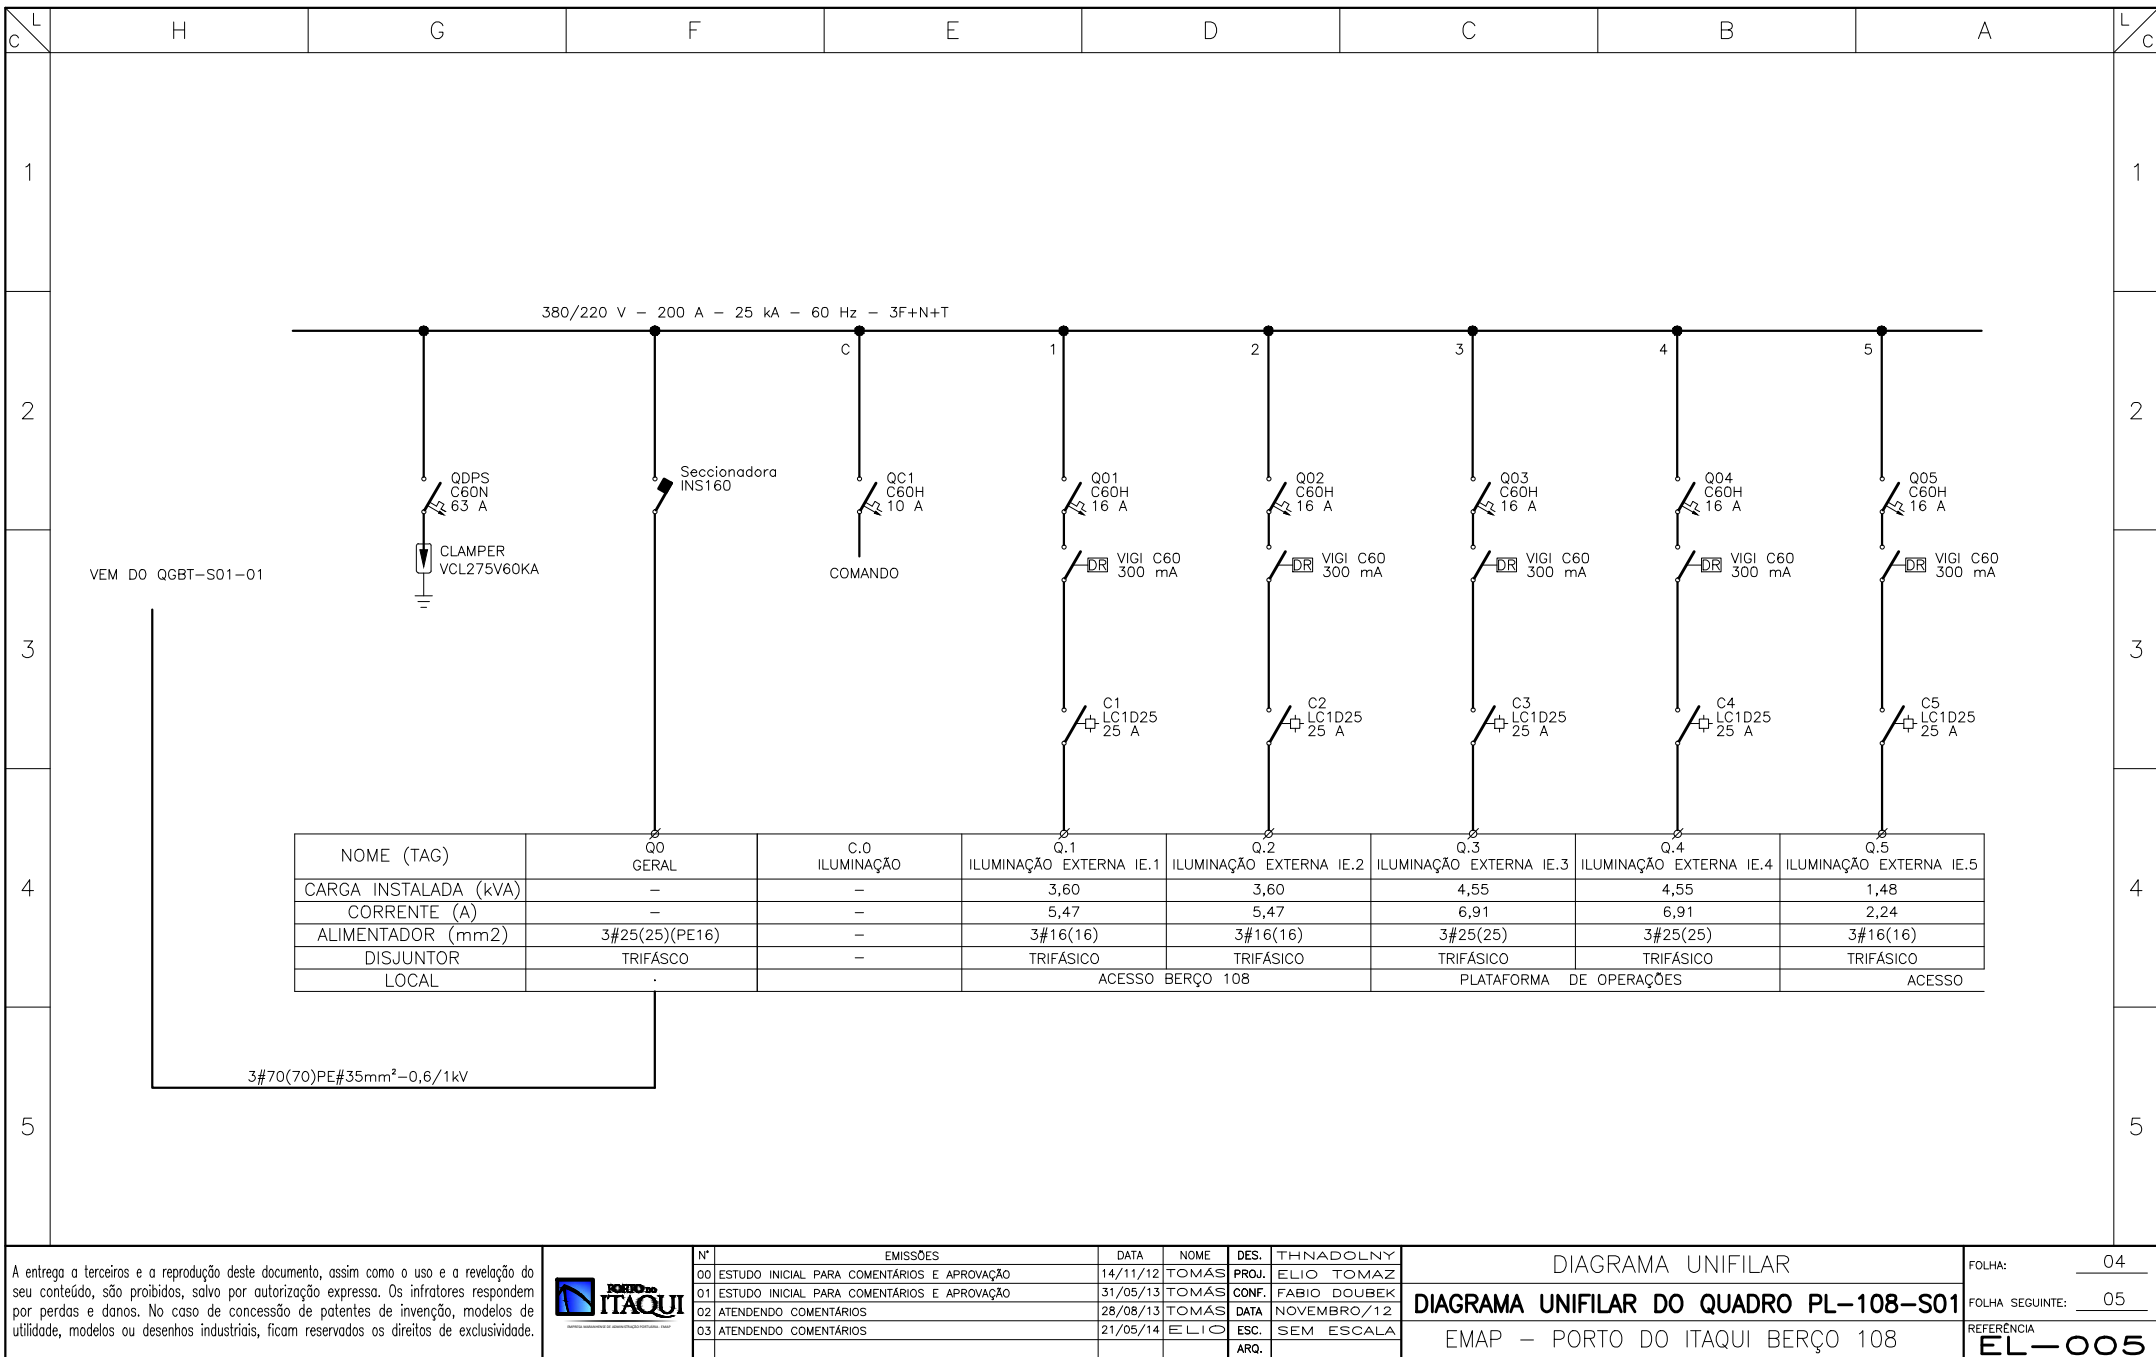 L
C
H
G
F
E
D
C
B
A
L
C
1
1
380/220 V – 200 A – 25 kA – 60 Hz – 3F+N+T
C
1
2
3
4
5
2
2
QDPS
C60N
63 A
Seccionadora
INS160
QC1
C60H
10 A
Q01
C60H
16 A
Q02
C60H
16 A
Q03
C60H
16 A
Q04
C60H
16 A
Q05
C60H
16 A
VEM DO QGBT–S01–01
CLAMPER
VCL275V60KA
COMANDO
DR
VIGI C60
300 mA
DR
VIGI C60
300 mA
DR
VIGI C60
300 mA
DR
VIGI C60
300 mA
DR
VIGI C60
300 mA
3
3
C1
LC1D25
25 A
C2
LC1D25
25 A
C3
LC1D25
25 A
C4
LC1D25
25 A
C5
LC1D25
25 A
4
4
NOME (TAG)
Q0
GERAL
C.0
ILUMINAÇÃO
Q.1
ILUMINAÇÃO EXTERNA IE.1
Q.2
ILUMINAÇÃO EXTERNA IE.2
Q.3
ILUMINAÇÃO EXTERNA IE.3
Q.4
ILUMINAÇÃO EXTERNA IE.4
Q.5
ILUMINAÇÃO EXTERNA IE.5
CARGA INSTALADA (kVA) – – 3,60 3,60 4,55 4,55 1,48
CORRENTE (A) – – 5,47 5,47 6,91 6,91 2,24
ALIMENTADOR (mm2) 3#25(25)(PE16) – 3#16(16) 3#16(16) 3#25(25) 3#25(25) 3#16(16)
DISJUNTOR TRIFÁSCO – TRIFÁSICO TRIFÁSICO TRIFÁSICO TRIFÁSICO TRIFÁSICO
LOCAL . ACESSO BERÇO 108 PLATAFORMA DE OPERAÇÕES ACESSO
3#70(70)PE#35mm²–0,6/1kV
5
5
A entrega a terceiros e a reprodução deste documento, assim como o uso e a revelação do
seu conteúdo, são proibidos, salvo por autorização expressa. Os infratores respondem
por perdas e danos. No caso de concessão de patentes de invenção, modelos de
utilidade, modelos ou desenhos industriais, ficam reservados os direitos de exclusividade.
PORTO DO
ITAQUI
N° EMISSÕES DATA NOME
00 ESTUDO INICIAL PARA COMENTÁRIOS E APROVAÇÃO 14/11/12 TOMÁS
01 ESTUDO INICIAL PARA COMENTÁRIOS E APROVAÇÃO 31/05/13 TOMÁS
02 ATENDENDO COMENTÁRIOS 28/08/13 TOMÁS
03 ATENDENDO COMENTÁRIOS 21/05/14 ELIO
DES. THNADOLNY
PROJ. ELIO TOMAZ
CONF. FABIO DOUBEK
DATA NOVEMBRO/12
ESC. SEM ESCALA
ARQ.
DIAGRAMA UNIFILAR
DIAGRAMA UNIFILAR DO QUADRO PL–108–S01
EMAP – PORTO DO ITAQUI BERÇO 108
FOLHA: 04
FOLHA SEGUINTE: 05
REFERÊNCIA
EL–005